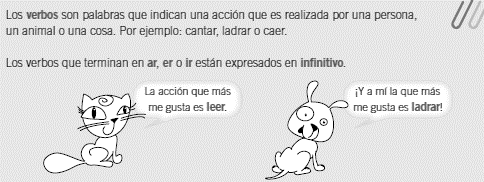 Los verbos son palabras que indican una acción que es realizada por una persona,
un animal o una cosa. Por ejemplo: cantar, ladrar o caer.
Los verbos que terminan en ar, er o ir están expresados en infinitivo.
La acción que más
me gusta es leer.
¡Y a mí la que más
me gusta es ladrar!